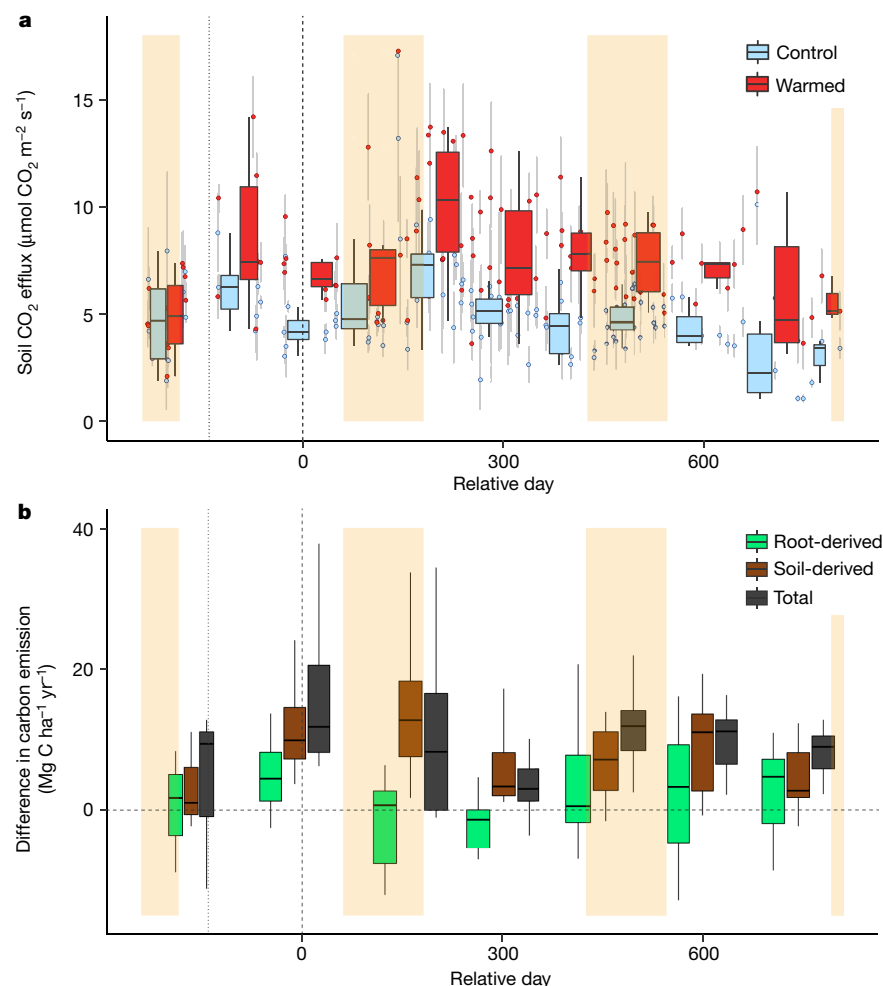 a
Soil CO2 efflux (μmol CO2 m−2 s−1)
15
10
5
0
Control
Warmed
0
300
600
Relative day
b
Difference in carbon emission
(Mg C ha−1 yr−1)
40
20
0
Root-derived
Soil-derived
Total
0
300
600
Relative day